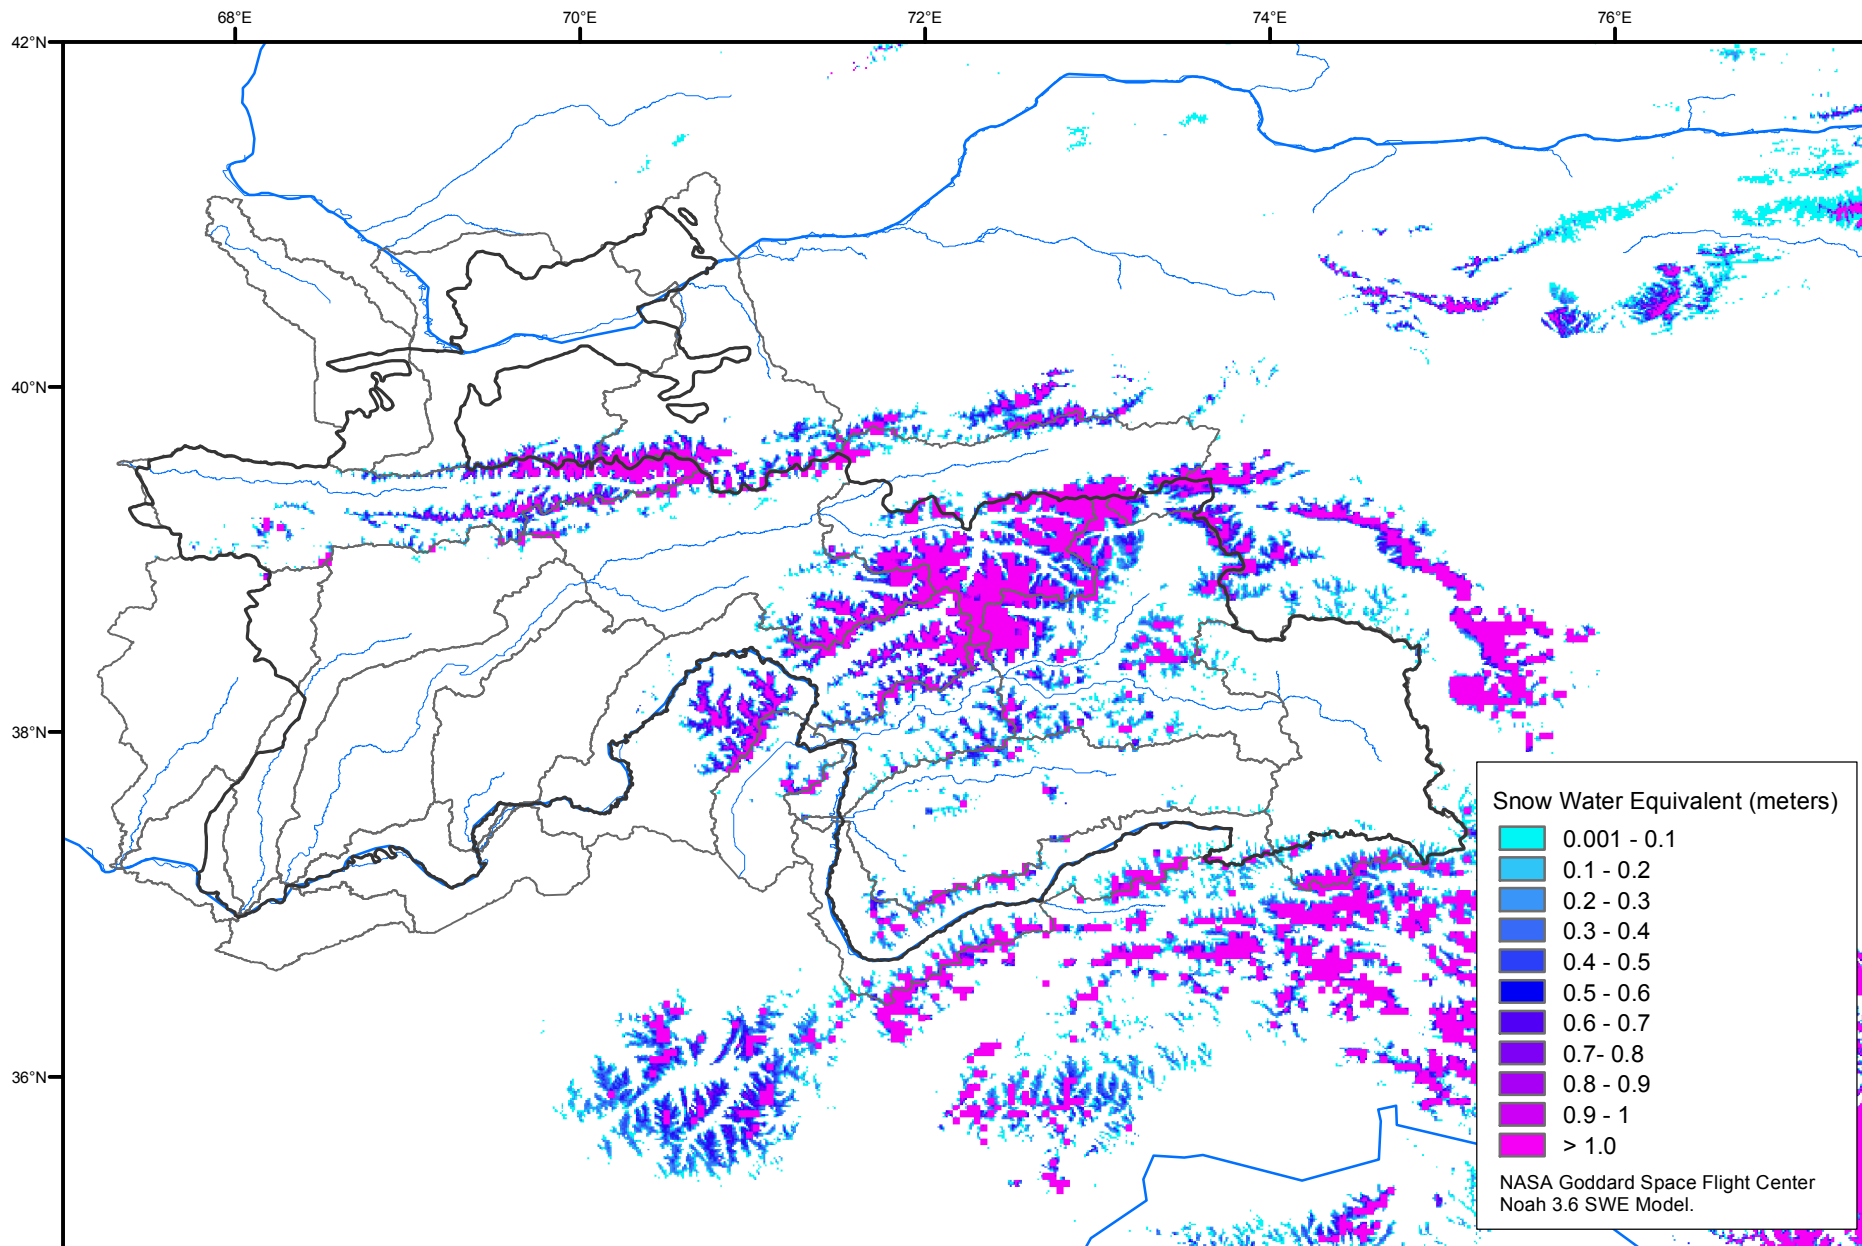 68°E
70°E
72°E
74°E
76°E
42°N
40°N
38°N
36°N
Snow Water Equivalent (meters)
0.001 - 0.1
0.1 - 0.2
0.2 - 0.3
0.3 - 0.4
0.4 - 0.5
0.5 - 0.6
0.6 - 0.7
0.7- 0.8
0.8 - 0.9
0.9 - 1
> 1.0
NASA Goddard Space Flight Center
Noah 3.6 SWE Model.